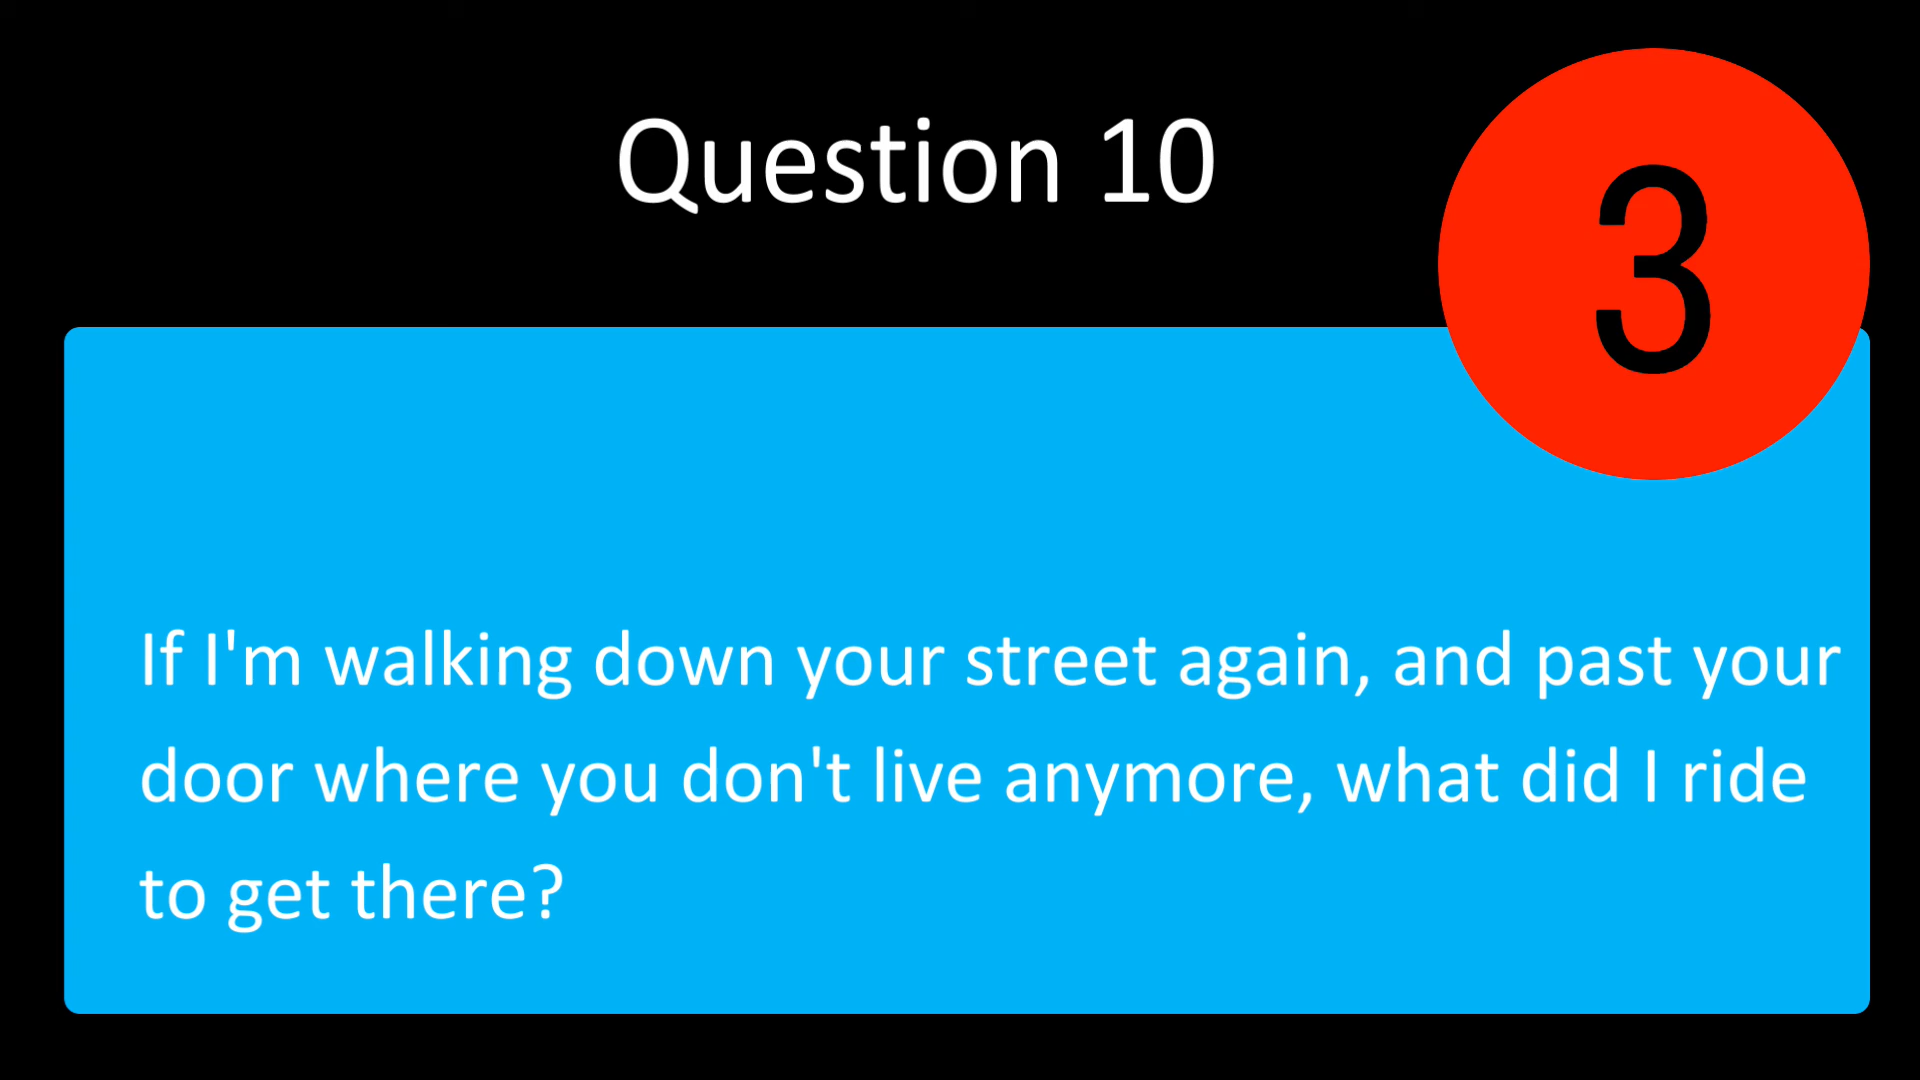 Question 10
3
If I'm walking down your street again, and past your
door where you don't live anymore, what did I ride
to get there?